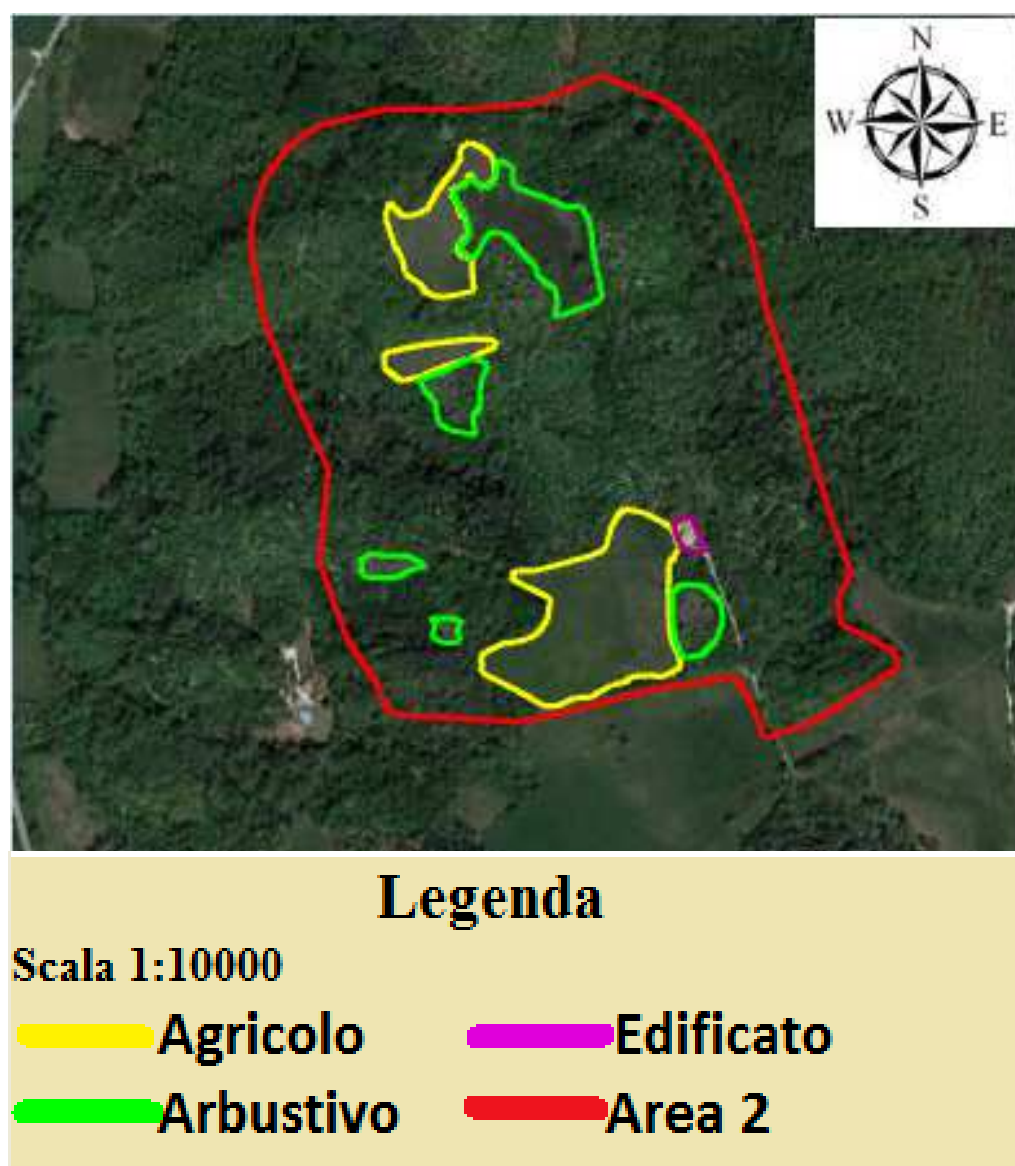 N
W E
S
Legenda
Scala 1:10000
Agricolo Edificato
Arbustivo Area 2